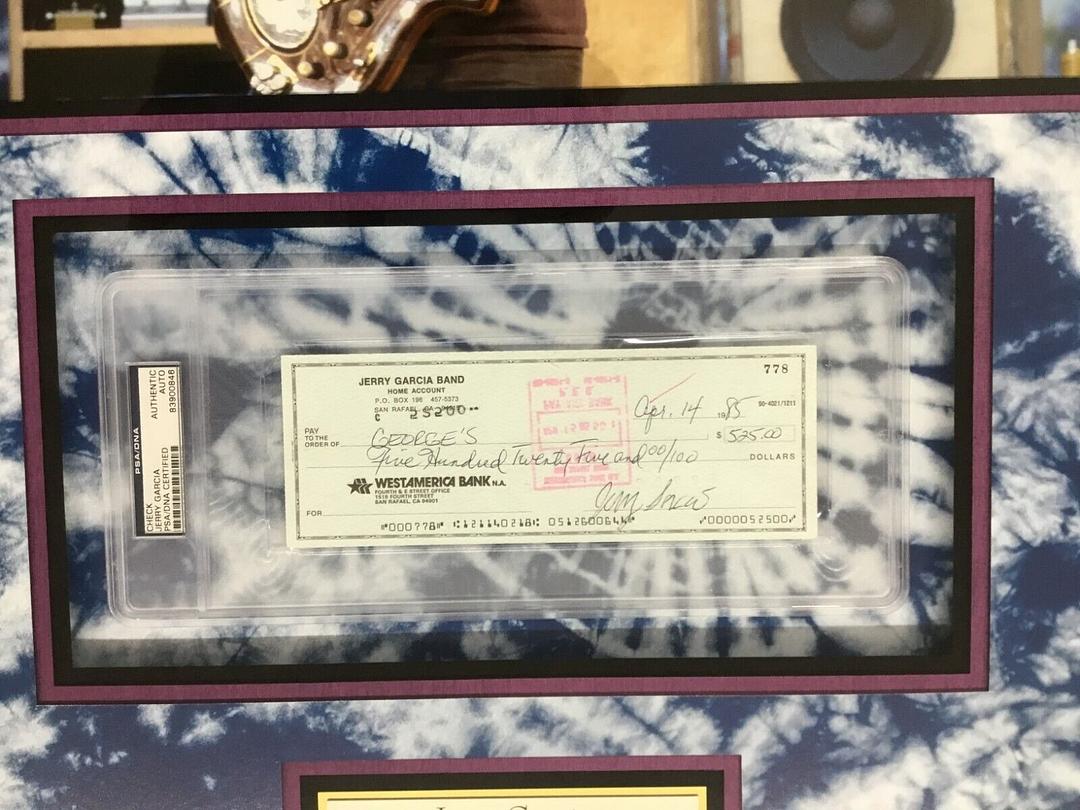 PSA/DNA
CHECK
JERRY GARCIA
PSA/DNA CERTIFIED
AUTHENTIC
AUTO
83900846
JERRY GARCIA BAND
HOME ACCOUNT
P.O. BOX 196 457-5373
SAN RAFAEL, CA
778
Apr. 14 1985
90-4021/1211
PAY
TO THE
ORDER OF
GEORGE'S
$ 525.00
Five Hundred Twenty Five and 00/100
DOLLARS
WESTAMERICA BANK N.A.
FOURTH & E STREET OFFICE
1518 FOURTH STREET
SAN RAFAEL, CA 94901
FOR
Jerry Garcia
⑈000778⑈ ⑆121140218⑆ 0512600644⑈ ⑈0000052500⑈